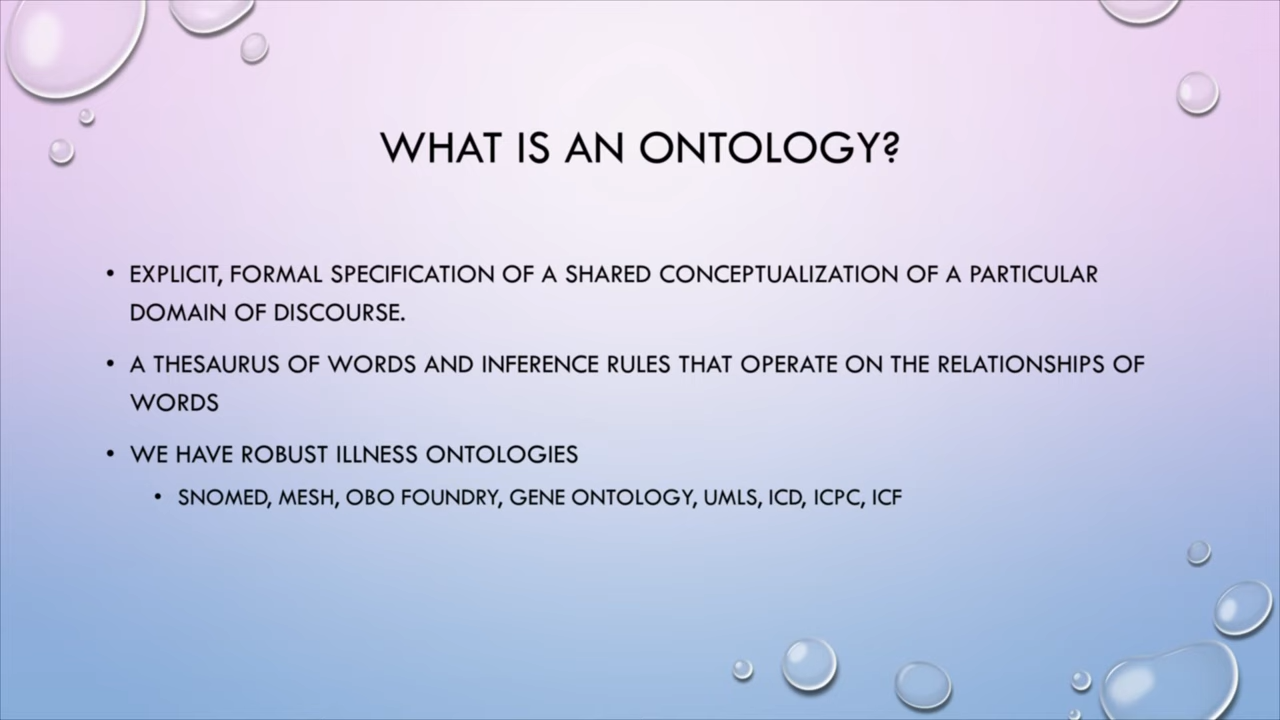 WHAT IS AN ONTOLOGY?
• EXPLICIT, FORMAL SPECIFICATION OF A SHARED CONCEPTUALIZATION OF A PARTICULAR
DOMAIN OF DISCOURSE.
• A THESAURUS OF WORDS AND INFERENCE RULES THAT OPERATE ON THE RELATIONSHIPS OF
WORDS
• WE HAVE ROBUST ILLNESS ONTOLOGIES
• SNOMED, MESH, OBO FOUNDRY, GENE ONTOLOGY, UMLS, ICD, ICPC, ICF